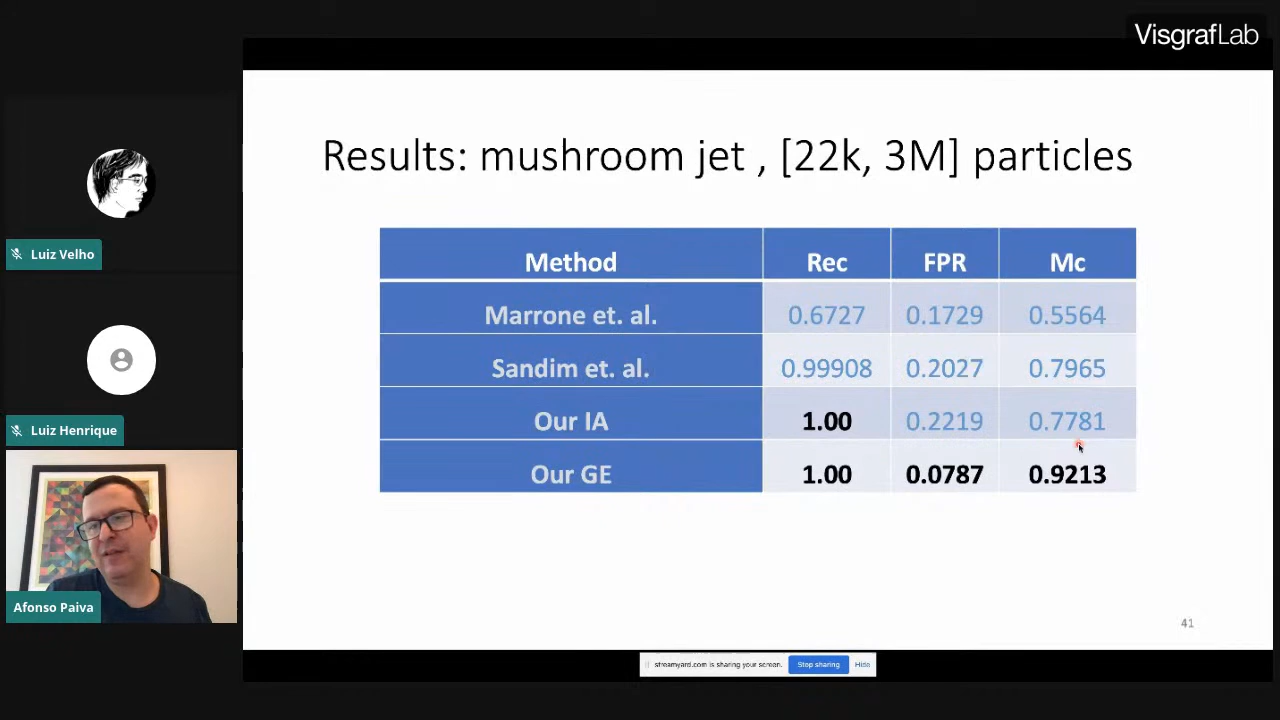 VisgrafLab
Results: mushroom jet , [22k, 3M] particles
Method Rec FPR Mc
Marrone et. al. 0.6727 0.1729 0.5564
Sandim et. al. 0.99908 0.2027 0.7965
Our IA 1.00 0.2219 0.7781
Our GE 1.00 0.0787 0.9213
41
Luiz Velho
Luiz Henrique
Afonso Paiva
streamyard.com is sharing your screen. Stop sharing Hide